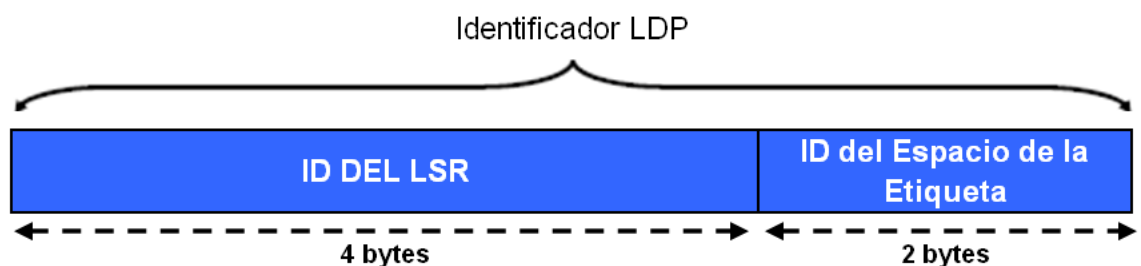 Identificador LDP
ID DEL LSR
ID del Espacio de la
Etiqueta
4 bytes
2 bytes